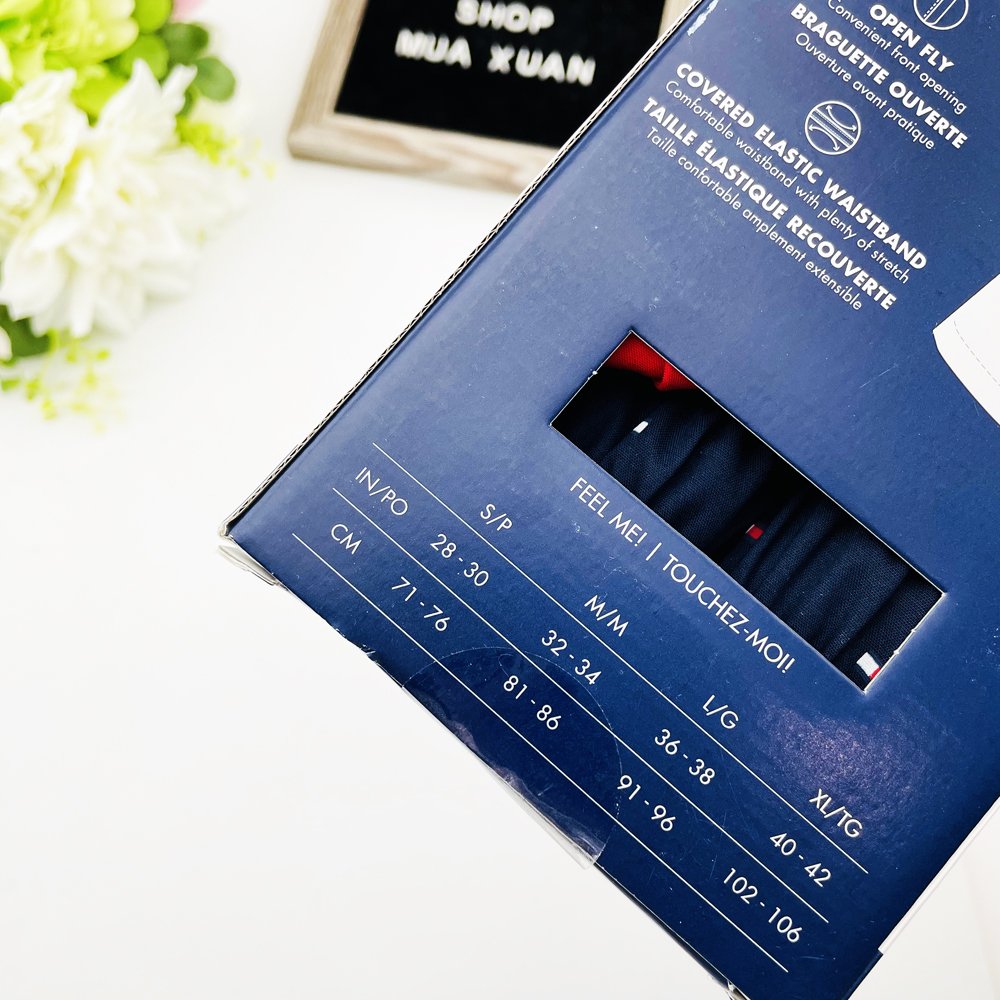 SHOP
MUA XUAN
OPEN FLY
Convenient front opening
BRAGUETTE OUVERTE
Ouverture avant pratique
COVERED ELASTIC WAISTBAND
Comfortable waistband with plenty of stretch
TAILLE ÉLASTIQUE RECOUVERTE
Taille confortable amplement extensible
FEEL ME! | TOUCHEZ-MOI!
S/P M/M L/G XL/TG
IN/PO 28 - 30 32 - 34 36 - 38 40 - 42
CM 71 - 76 81 - 86 91 - 96 102 - 106